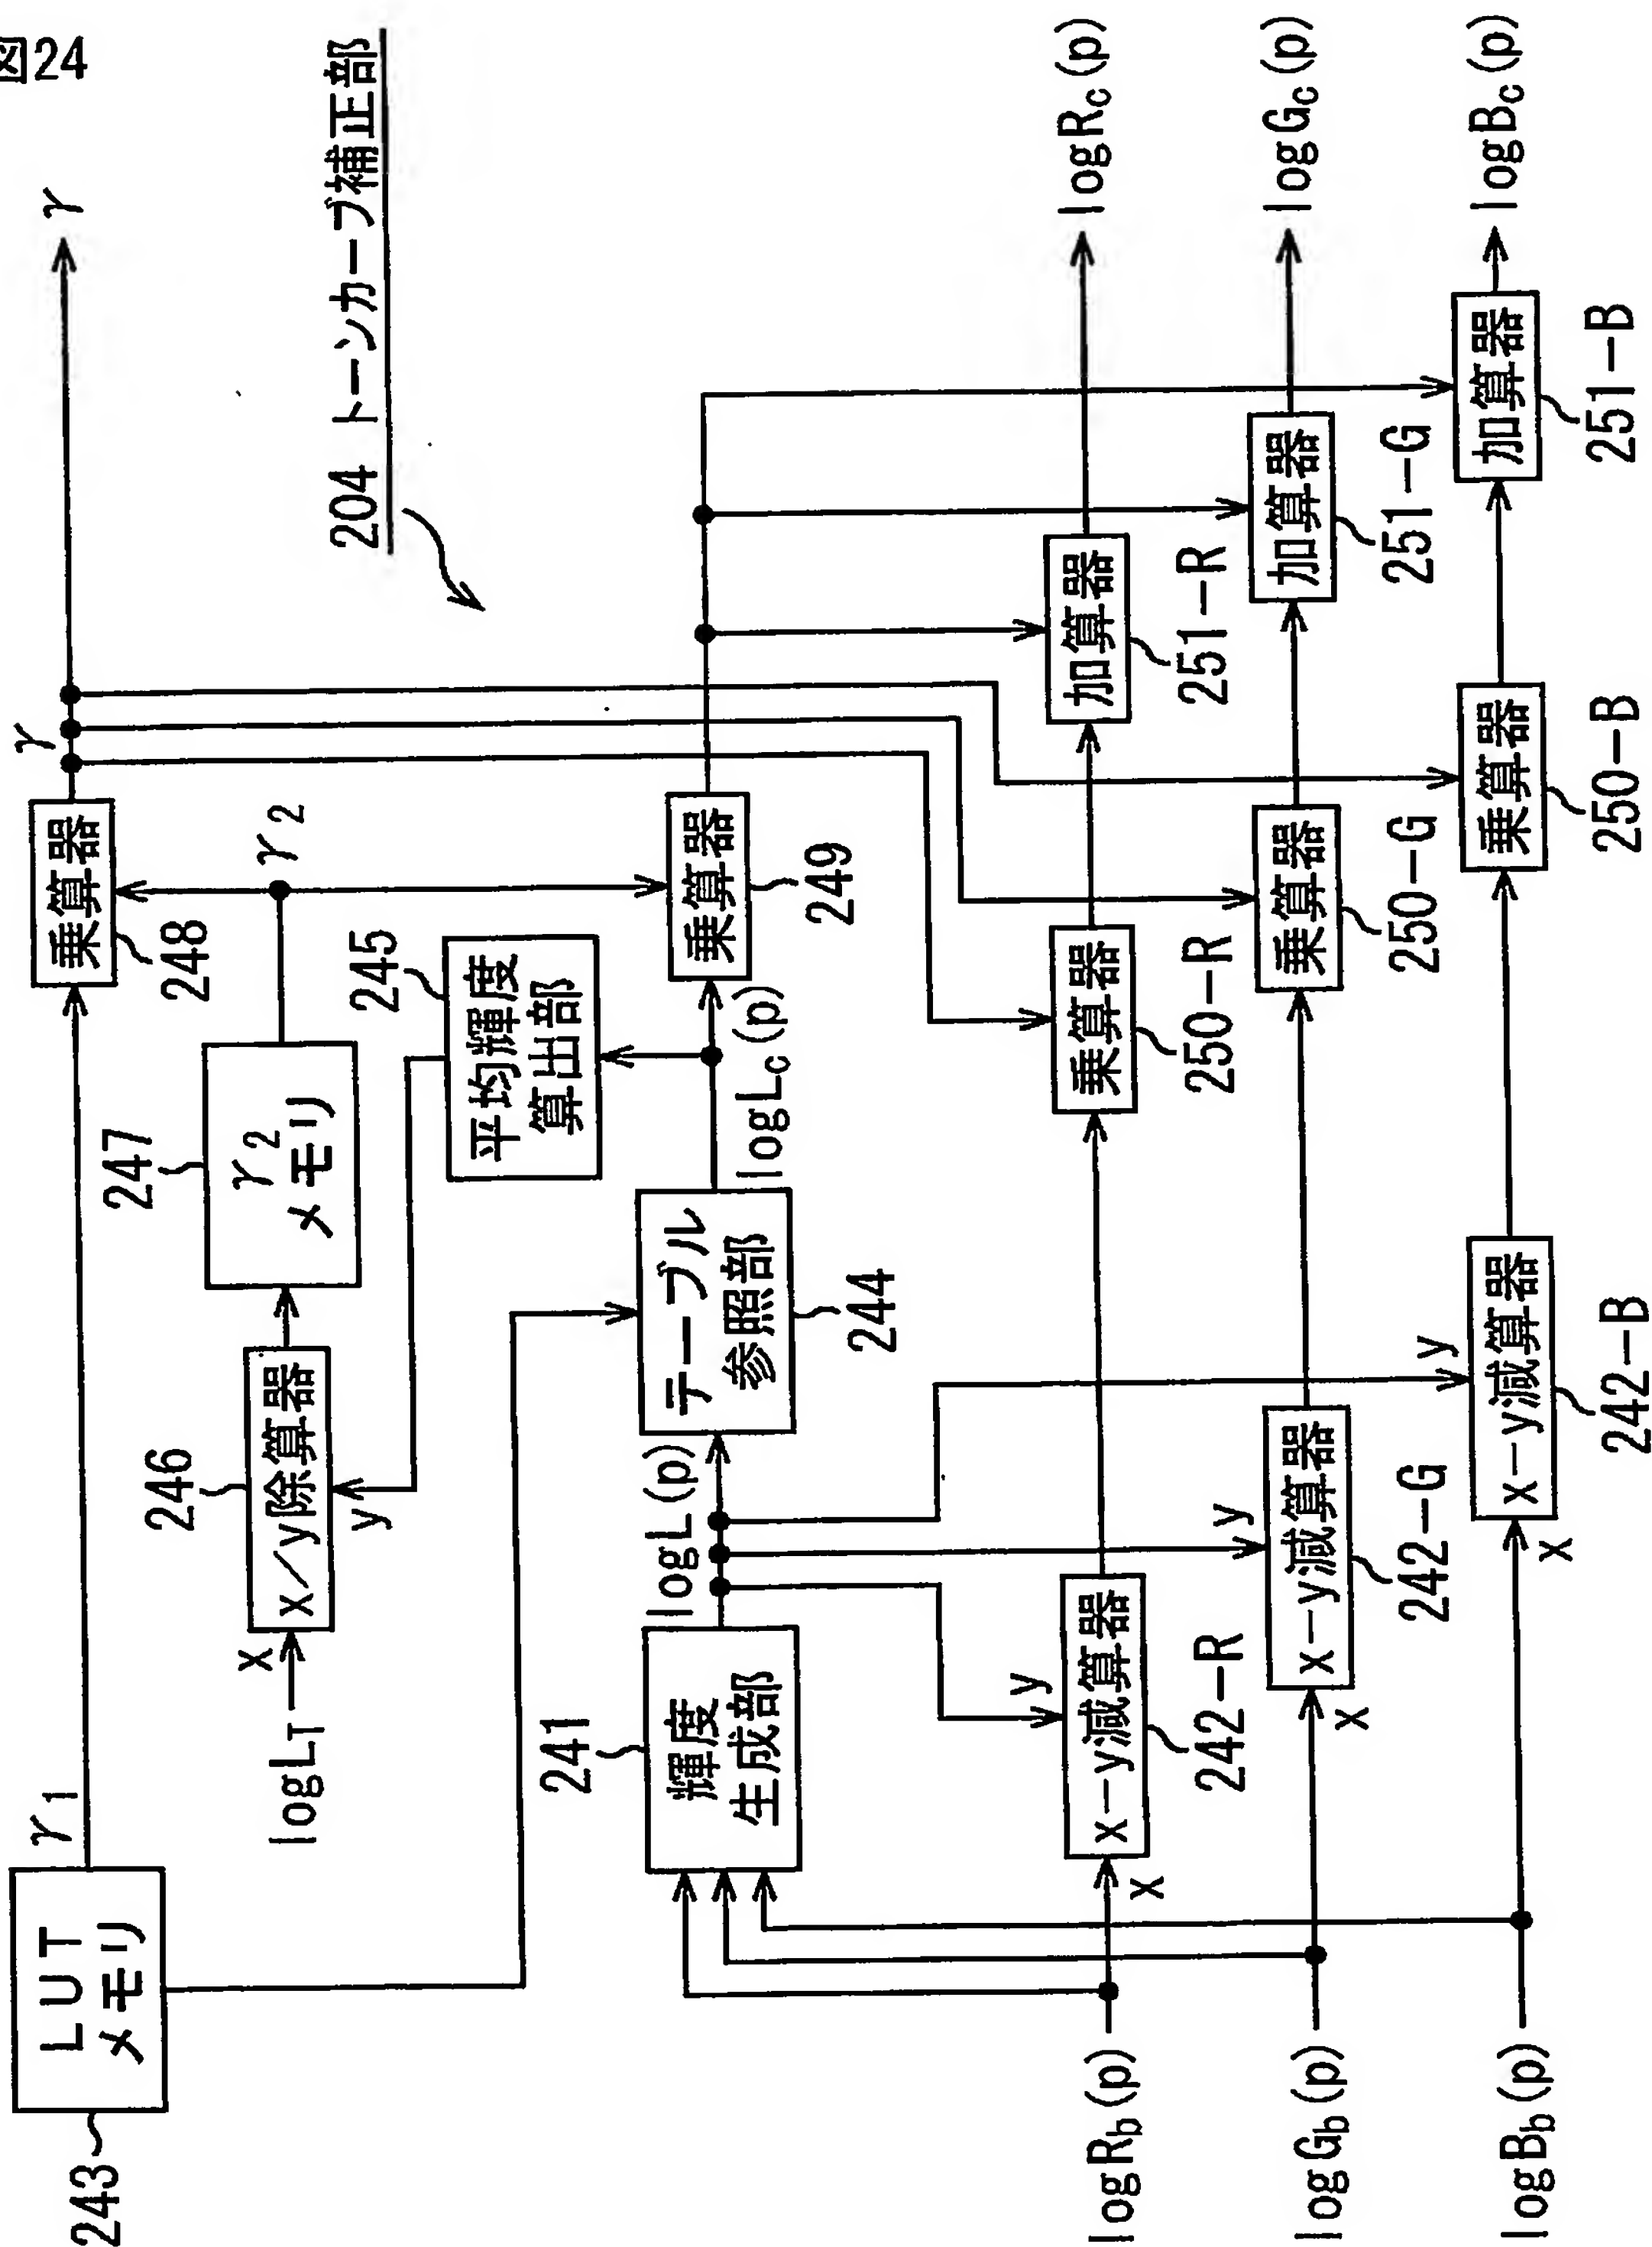 図24
204 トーンカーブ補正部
243
LUT
メモリ
γ1
乗算器
248
γ
γ
logLT
x
x/y除算器
246
y
γ2
メモリ
247
γ2
平均輝度
算出部
245
241
輝度
生成部
logL(p)
テーブル
参照部
244
logLc(p)
乗算器
249
logRb(p)
x
y
x-y減算器
242-R
乗算器
250-R
加算器
251-R
logRc(p)
logGb(p)
x
y
x-y減算器
242-G
乗算器
250-G
加算器
251-G
logGc(p)
logBb(p)
x
y
x-y減算器
242-B
乗算器
250-B
加算器
251-B
logBc(p)